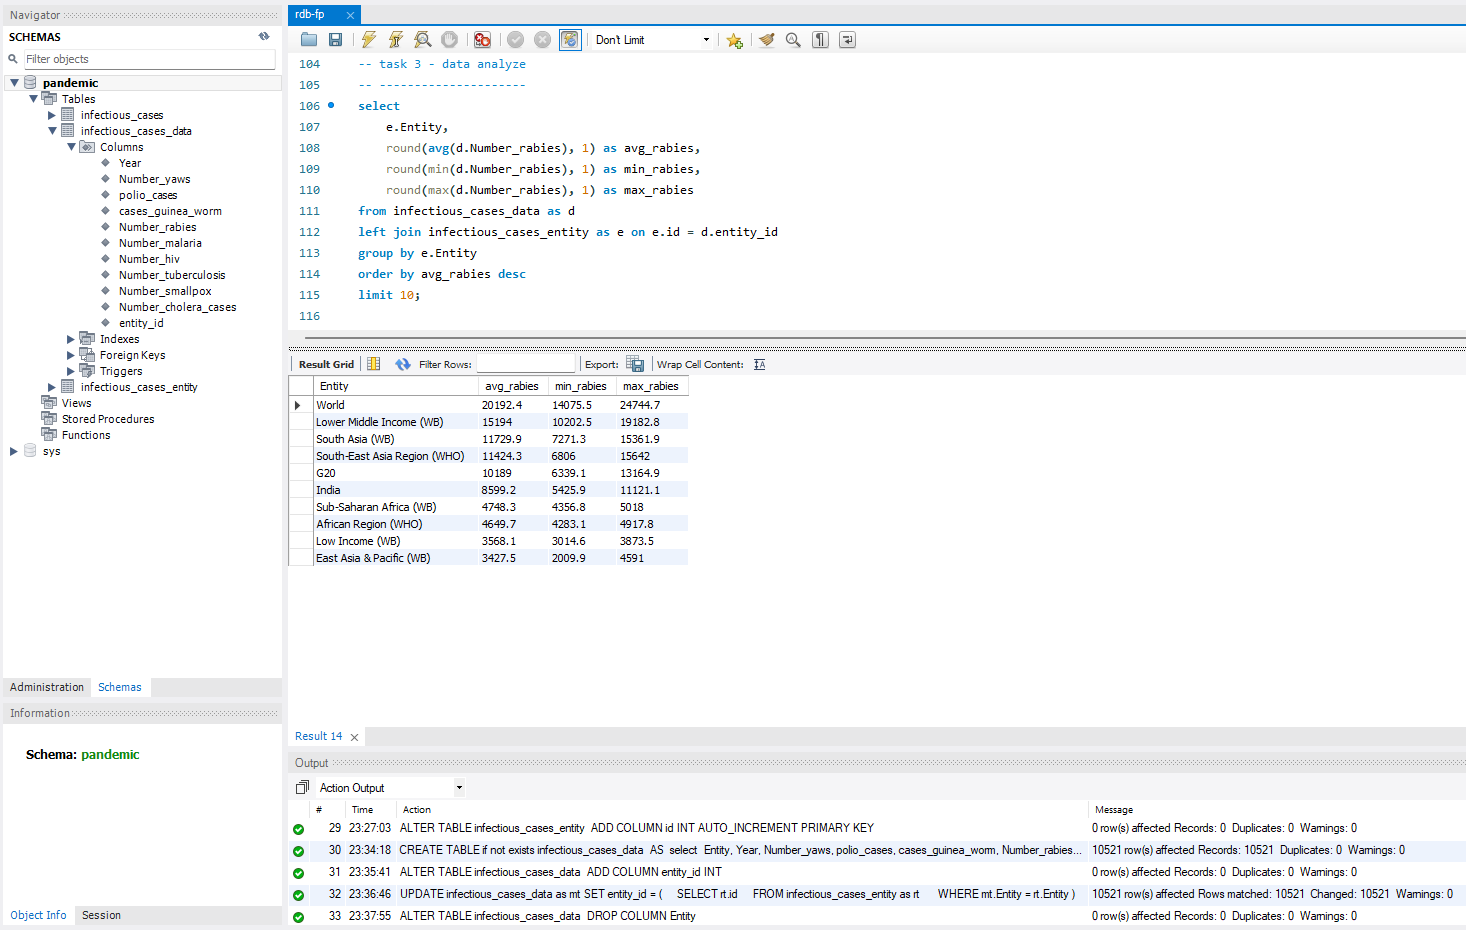 Navigator
SCHEMAS
Filter objects
pandemic
Tables
infectious_cases
infectious_cases_data
Columns
Year
Number_yaws
polio_cases
cases_guinea_worm
Number_rabies
Number_malaria
Number_hiv
Number_tuberculosis
Number_smallpox
Number_cholera_cases
entity_id
Indexes
Foreign Keys
Triggers
infectious_cases_entity
Views
Stored Procedures
Functions
sys
Administration Schemas
Information
Schema: pandemic
Object Info Session
rdb-fp
Don't Limit
104 -- task 3 - data analyze
105 -- ---------------------
106 select
107 e.Entity,
108 round(avg(d.Number_rabies), 1) as avg_rabies,
109 round(min(d.Number_rabies), 1) as min_rabies,
110 round(max(d.Number_rabies), 1) as max_rabies
111 from infectious_cases_data as d
112 left join infectious_cases_entity as e on e.id = d.entity_id
113 group by e.Entity
114 order by avg_rabies desc
115 limit 10;
116
Result Grid Filter Rows: Export: Wrap Cell Content:
Entity avg_rabies min_rabies max_rabies
World 20192.4 14075.5 24744.7
Lower Middle Income (WB) 15194 10202.5 19182.8
South Asia (WB) 11729.9 7271.3 15361.9
South-East Asia Region (WHO) 11424.3 6806 15642
G20 10189 6339.1 13164.9
India 8599.2 5425.9 11121.1
Sub-Saharan Africa (WB) 4748.3 4356.8 5018
African Region (WHO) 4649.7 4283.1 4917.8
Low Income (WB) 3568.1 3014.6 3873.5
East Asia & Pacific (WB) 3427.5 2009.9 4591
Result 14
Output
Action Output
# Time Action Message
29 23:27:03 ALTER TABLE infectious_cases_entity ADD COLUMN id INT AUTO_INCREMENT PRIMARY KEY 0 row(s) affected Records: 0 Duplicates: 0 Warnings: 0
30 23:34:18 CREATE TABLE if not exists infectious_cases_data AS select Entity, Year, Number_yaws, polio_cases, cases_guinea_worm, Number_rabies... 10521 row(s) affected Records: 10521 Duplicates: 0 Warnings: 0
31 23:35:41 ALTER TABLE infectious_cases_data ADD COLUMN entity_id INT 0 row(s) affected Records: 0 Duplicates: 0 Warnings: 0
32 23:36:46 UPDATE infectious_cases_data as mt SET entity_id = ( SELECT rt.id FROM infectious_cases_entity as rt WHERE mt.Entity = rt.Entity ) 10521 row(s) affected Rows matched: 10521 Changed: 10521 Warnings: 0
33 23:37:55 ALTER TABLE infectious_cases_data DROP COLUMN Entity 0 row(s) affected Records: 0 Duplicates: 0 Warnings: 0